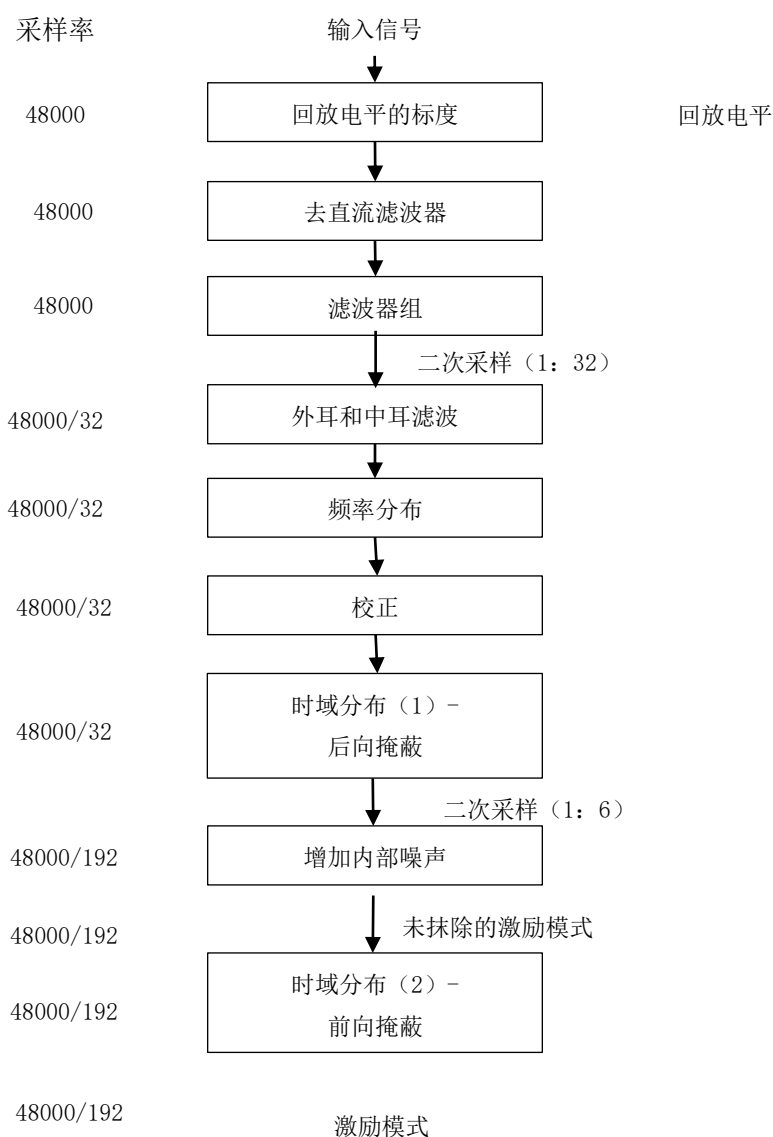 采样率 输入信号
48000 回放电平的标度 回放电平
48000 去直流滤波器
48000 滤波器组
二次采样（1：32）
48000/32 外耳和中耳滤波
48000/32 频率分布
48000/32 校正
时域分布（1）-
48000/32
后向掩蔽
二次采样（1：6）
48000/192 增加内部噪声
48000/192 未抹除的激励模式
时域分布（2）-
48000/192
前向掩蔽
48000/192 激励模式